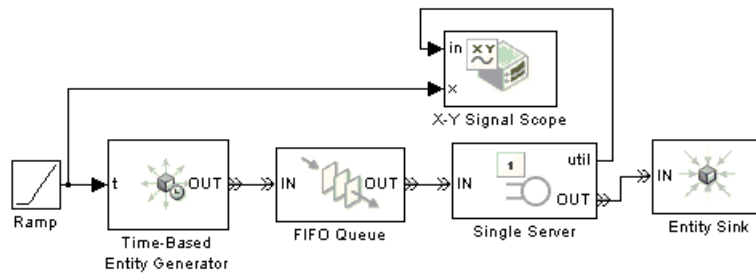 in
XY
x
X-Y Signal Scope
Ramp
t
OUT
Time-Based
Entity Generator
IN
OUT
FIFO Queue
IN
1
util
OUT
Single Server
IN
Entity Sink